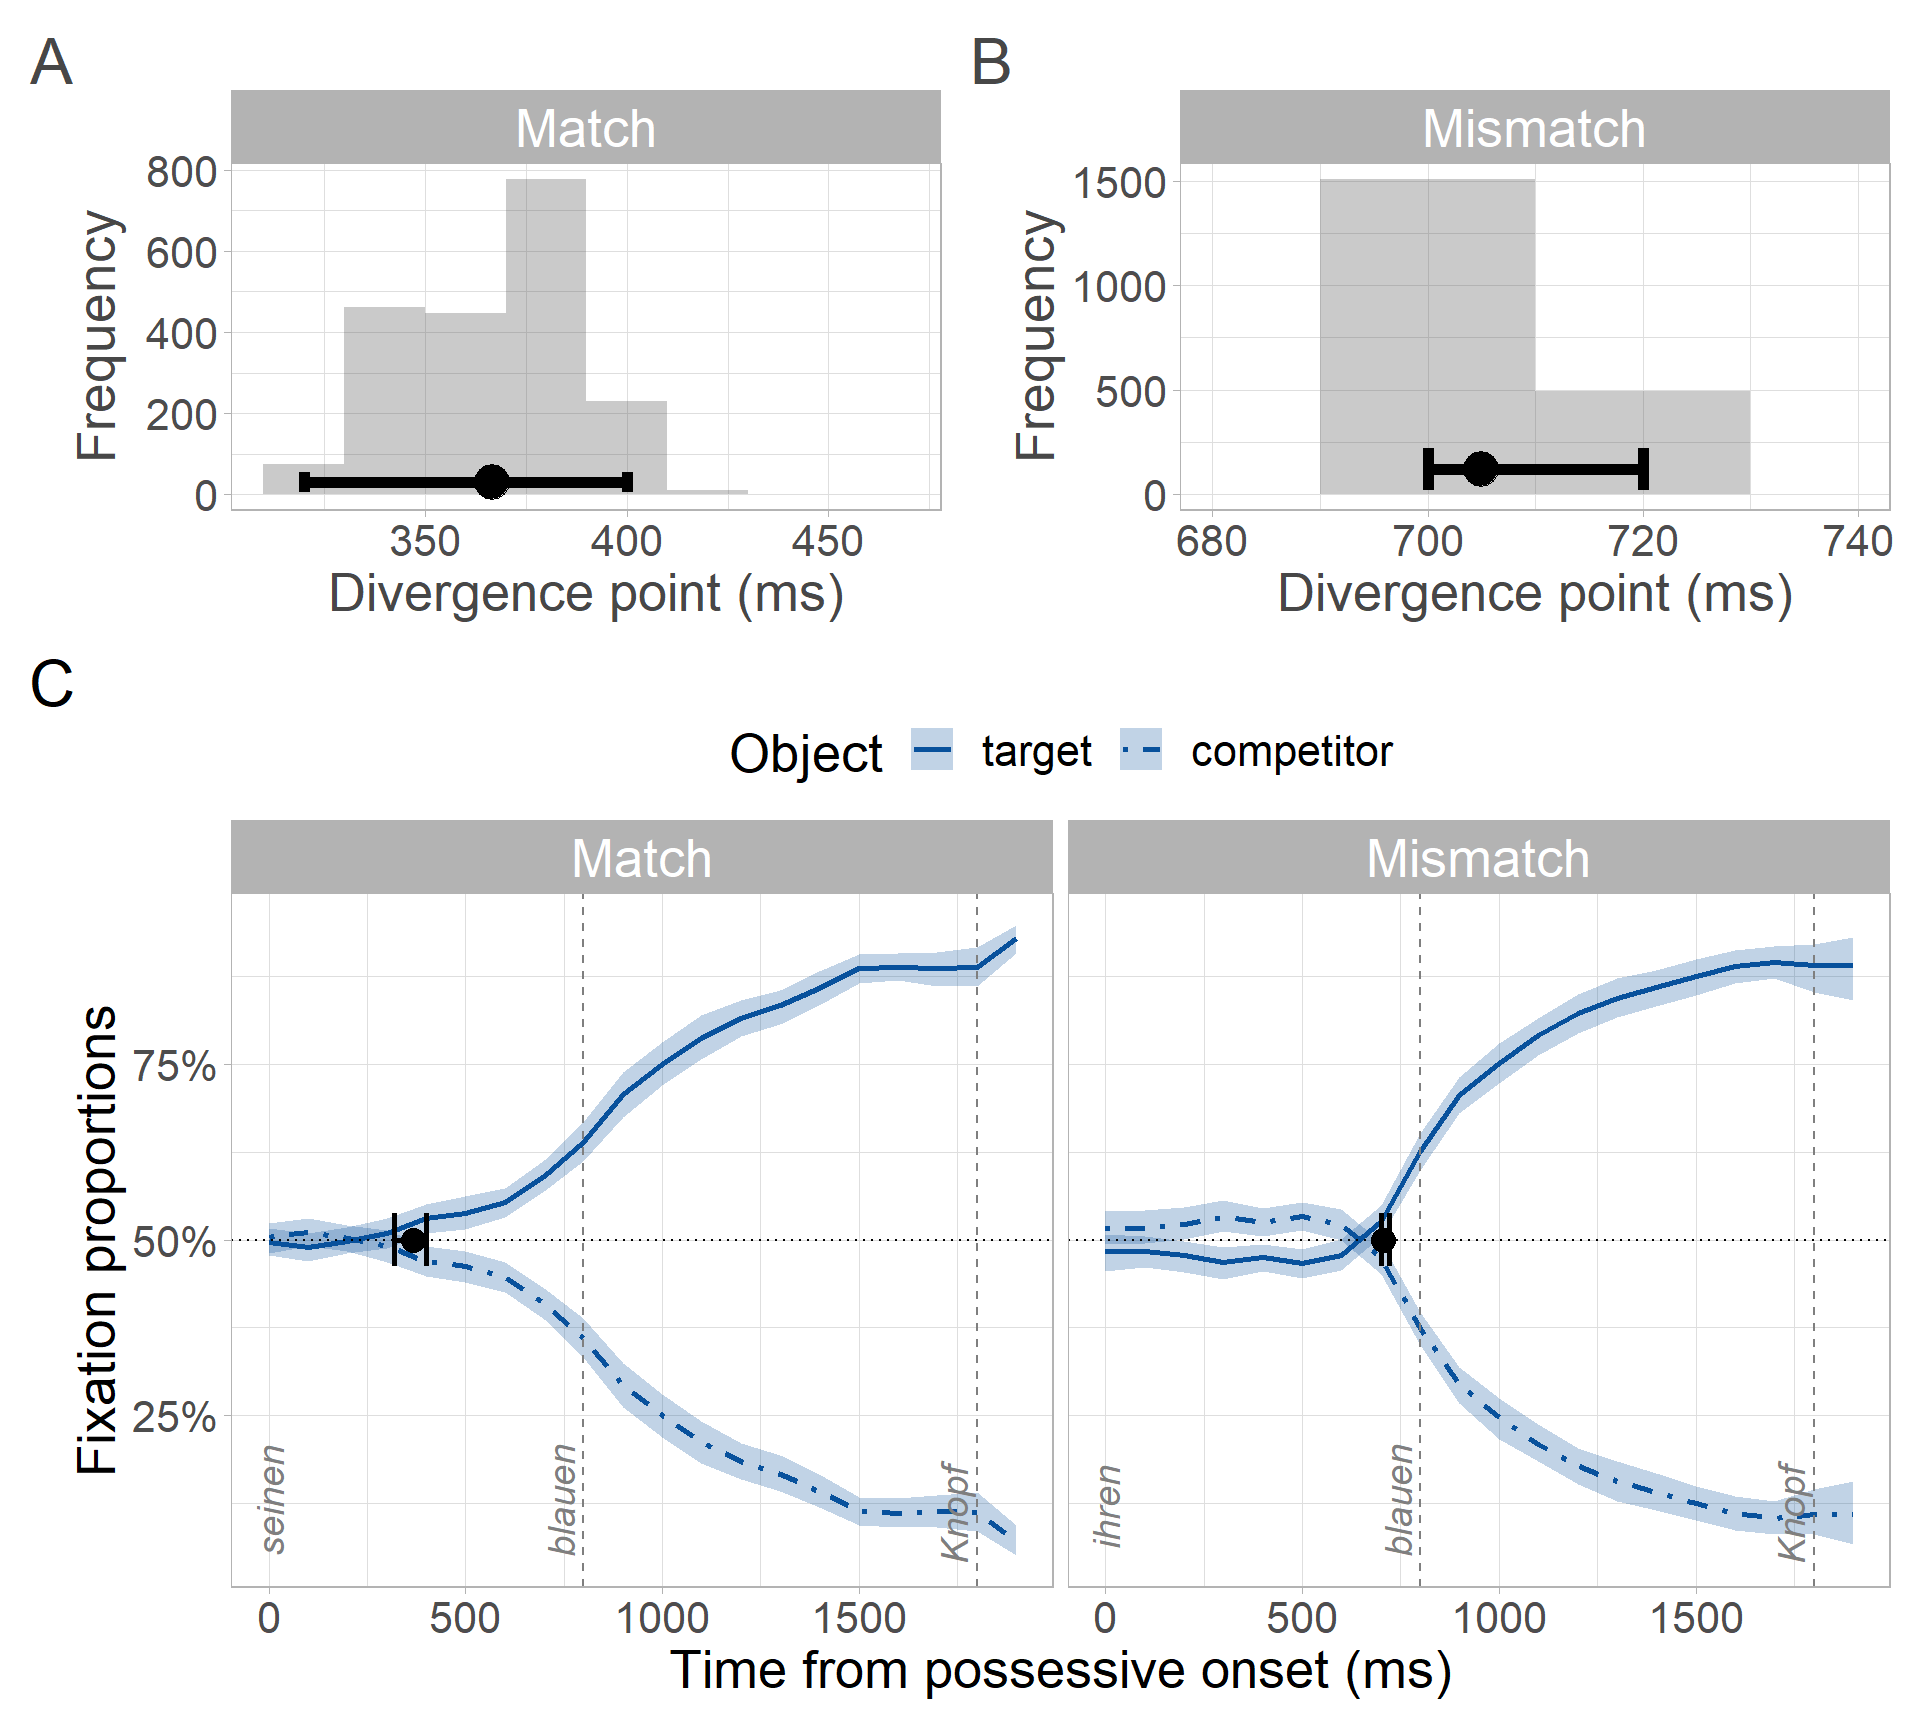 A
Match
800
600
400
200
0
Frequency
350 400 450
Divergence point (ms)
B
Mismatch
1500
1000
500
0
Frequency
680 700 720 740
Divergence point (ms)
C
Object target competitor
Match
Mismatch
75%
50%
25%
Fixation proportions
seinen
blauen
Knopf
ihren
blauen
Knopf
0 500 1000 1500
0 500 1000 1500
Time from possessive onset (ms)